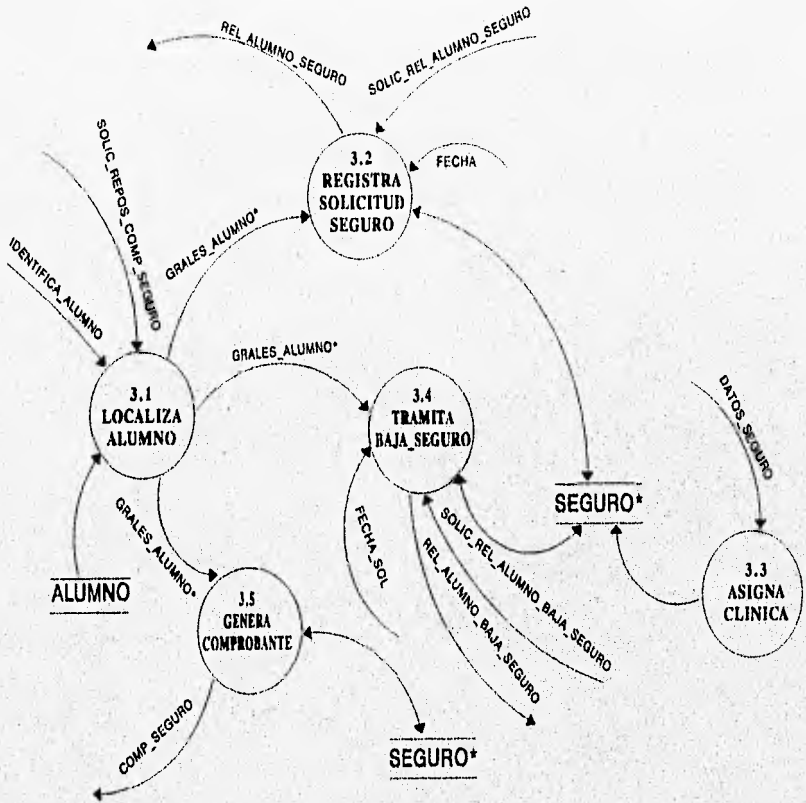 REL_ALUMNO_SEGURO
SOLIC_REL_ALUMNO_SEGURO
SOLIC_REPOS_COMP_SEGURO
3.2
REGISTRA
SOLICITUD
SEGURO
FECHA
IDENTIFICA_ALUMNO
GRALES_ALUMNO*
GRALES_ALUMNO*
3.1
LOCALIZA
ALUMNO
3.4
TRAMITA
BAJA_SEGURO
DATOS_SEGURO
SEGURO*
GRALES_ALUMNO*
FECHA_SOL
SOLIC_REL_ALUMNO_BAJA_SEGURO
REL_ALUMNO_BAJA_SEGURO
ALUMNO
3.5
GENERA
COMPROBANTE
3.3
ASIGNA
CLINICA
COMP_SEGURO
SEGURO*